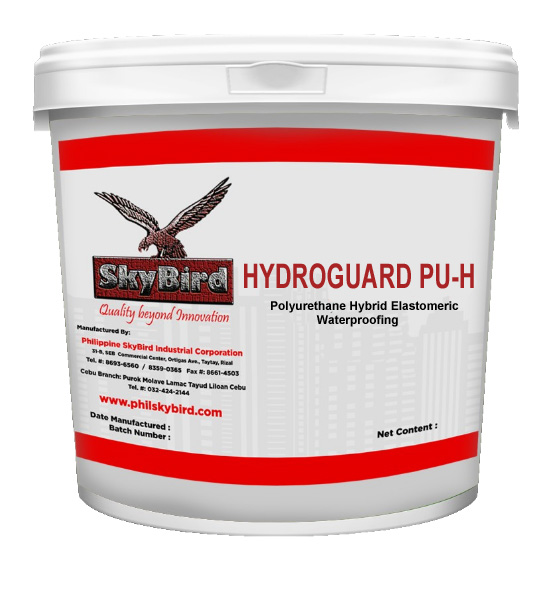 SkyBird
Quality beyond Innovation
HYDROGUARD PU-H
Polyurethane Hybrid Elastomeric
Waterproofing
Manufactured By:
Philippine SkyBird Industrial Corporation
31-B, SEB Commercial Center, Ortigas Ave., Taytay, Rizal
Tel. #: 8693-6560 / 8359-0365 Fax #: 8661-4503
Cebu Branch: Purok Molave Lamac Tayud Liloan Cebu
Tel. #: 032-424-2144
www.philskybird.com
Date Manufactured :
Batch Number :
Net Content :